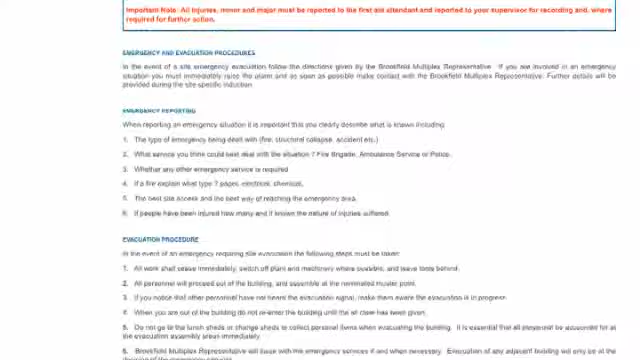 Important Note: All injuries, minor and major must be reported to the first aid attendant and reported to your supervisor for recording and, where
required for further action.
EMERGENCY AND EVACUATION PROCEDURES
In the event of a site emergency evacuation follow the directions given by the Brookfield Multiplex Representative. If you are involved in an emergency
situation you must immediately raise the alarm and as soon as possible make contact with the Brookfield Multiplex Representative. Further details will be
provided during the site specific induction.
EMERGENCY REPORTING
When reporting an emergency situation it is important that you clearly describe what is known including:
1. The type of emergency being dealt with (fire, structural collapse, accident etc.)
2. What service you think could best deal with the situation ? Fire Brigade, Ambulance Service or Police.
3. Whether any other emergency service is required
4. If a fire explain what type ? paper, electrical, chemical.
5. The best site access and the best way of reaching the emergency area.
6. If people have been injured how many and if known the nature of injuries suffered.
EVACUATION PROCEDURE
In the event of an emergency requiring site evacuation the following steps must be taken:
1. All work shall cease immediately, switch off plant and machinery where possible, and leave tools behind.
2. All personnel will proceed out of the building, and assemble at the nominated muster point.
3. If you notice that other personnel have not heard the evacuation signal, make them aware the evacuation is in progress.
4. When you are out of the building do not re-enter the building until the all clear has been given.
5. Do not go to the lunch sheds or change sheds to collect personal items when evacuating the building. It is essential that all personnel be accounted for at
the evacuation assembly areas immediately.
6. Brookfield Multiplex Representative will liaise with the emergency services if and when necessary. Evacuation of any adjacent building will only be at the